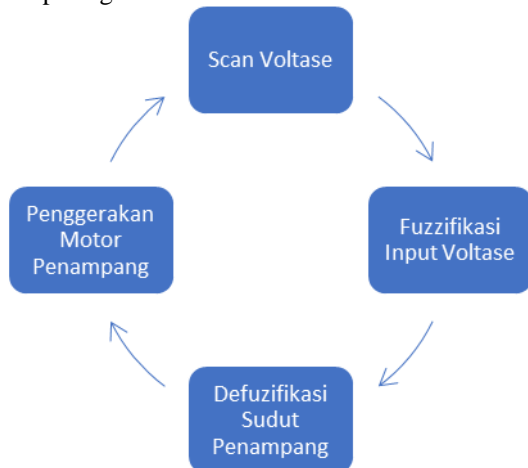 Scan Voltase
Fuzzifikasi
Input Voltase
Defuzifikasi
Sudut
Penampang
Penggerakan
Motor
Penampang